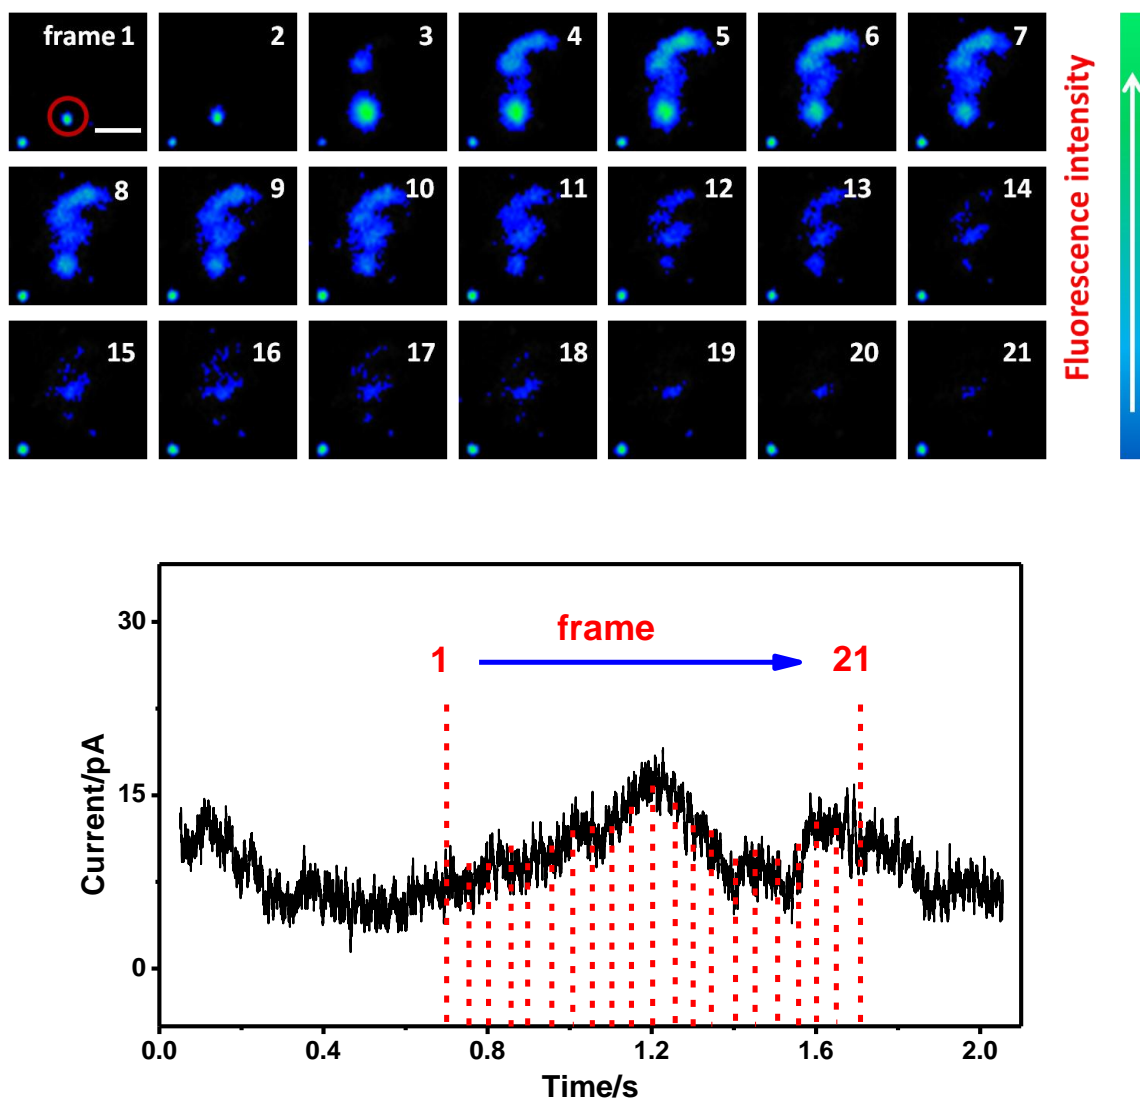 frame 1 2 3 4 5 6 7
8 9 10 11 12 13 14
15 16 17 18 19 20 21
Fluorescence intensity
frame
1 21
30
15
0
Current/pA
0.0 0.4 0.8 1.2 1.6 2.0
Time/s